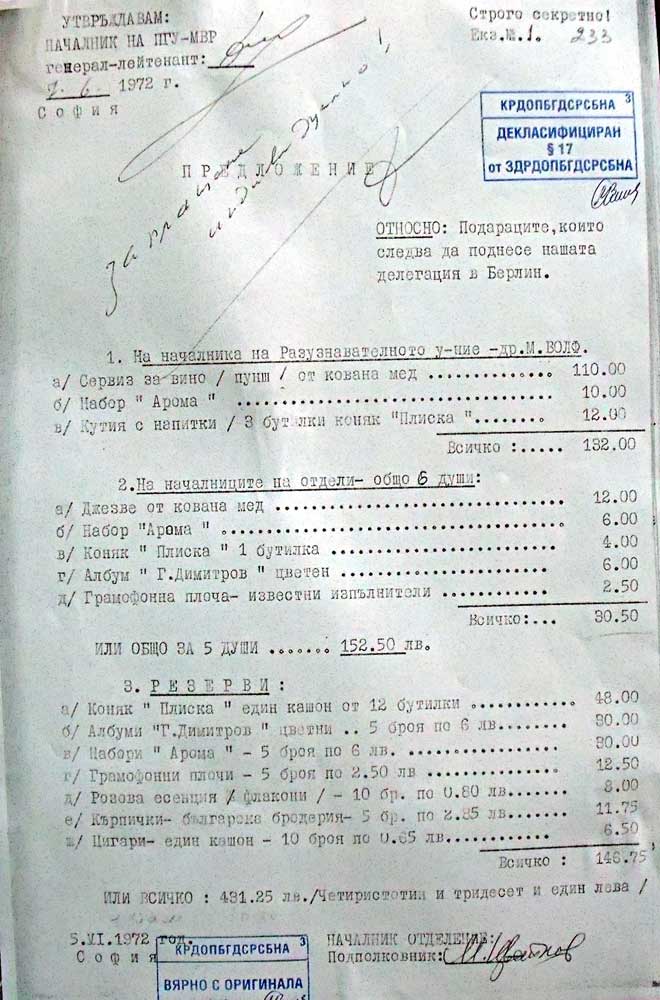 УТВРЪЖДАВАМ:
НАЧАЛНИК НА ПГУ-МВР
генерал-лейтенант:
7. 6. 1972 г.
София
Строго секретно!
Екз.№.1. 233
КРДОПБГДСРСБНА 3
ДЕКЛАСИФИЦИРАН
§ 17
от ЗДРДОПБГДСРСБНА
ПРЕДЛОЖЕНИЕ
ОТНОСНО: Подараците, които
следва да поднесе нашата
делегация в Берлин.
1. На началника на Разузнавателното у-ние -др.М.ВОЛФ.
а/ Сервиз за вино / пунш / от кована мед .............. 110.00
б/ Набор " Арома " .............. 10.00
в/ Кутия с напитки / 3 бутилки коняк "Плиска "........ 12.00
Всичко :..... 132.00
2.На началниците на отдели- общо 6 души:
а/ Джезве от кована мед .............. 12.00
б/ Набор "Арома " .............. 6.00
в/ Коняк " Плиска " 1 бутилка .............. 4.00
г/ Албум " Г.Димитров " цветен .............. 6.00
д/ Грамофонна плоча- известни изпълнители .......... 2.50
Всичко:... 30.50
ИЛИ ОБЩО ЗА 5 ДУШИ ....... 152.50 лв.
3. РЕЗЕРВИ :
а/ Коняк " Плиска " един кашон от 12 бутилки ........... 48.00
б/ Албуми "Г.Димитров " цветни .. 5 броя по 6 лв....... 30.00
в/ Набори " Арома " - 5 броя по 6 лв. .............. 30.00
г/ Грамофонни плочи - 5 броя по 2.50 лв ............ 12.50
д/ Розова есенция / флакони / - 10 бр. по 0.80 лв....... 8.00
е/ Кърпички- българска бродерия- 5 бр. по 2.35 лв...... 11.75
ж/ Цигари- един кашон - 10 броя по 0.65 лв........... 6.50
Всичко : 146.75
ИЛИ ВСИЧКО : 431.25 лв./Четиристотин и тридесет и един лева /
5.VI.1972 год.
София
НАЧАЛНИК ОТДЕЛЕНИЕ:
Подполковник:
КРДОПБГДСРСБНА 3
ВЯРНО С ОРИГИНАЛА